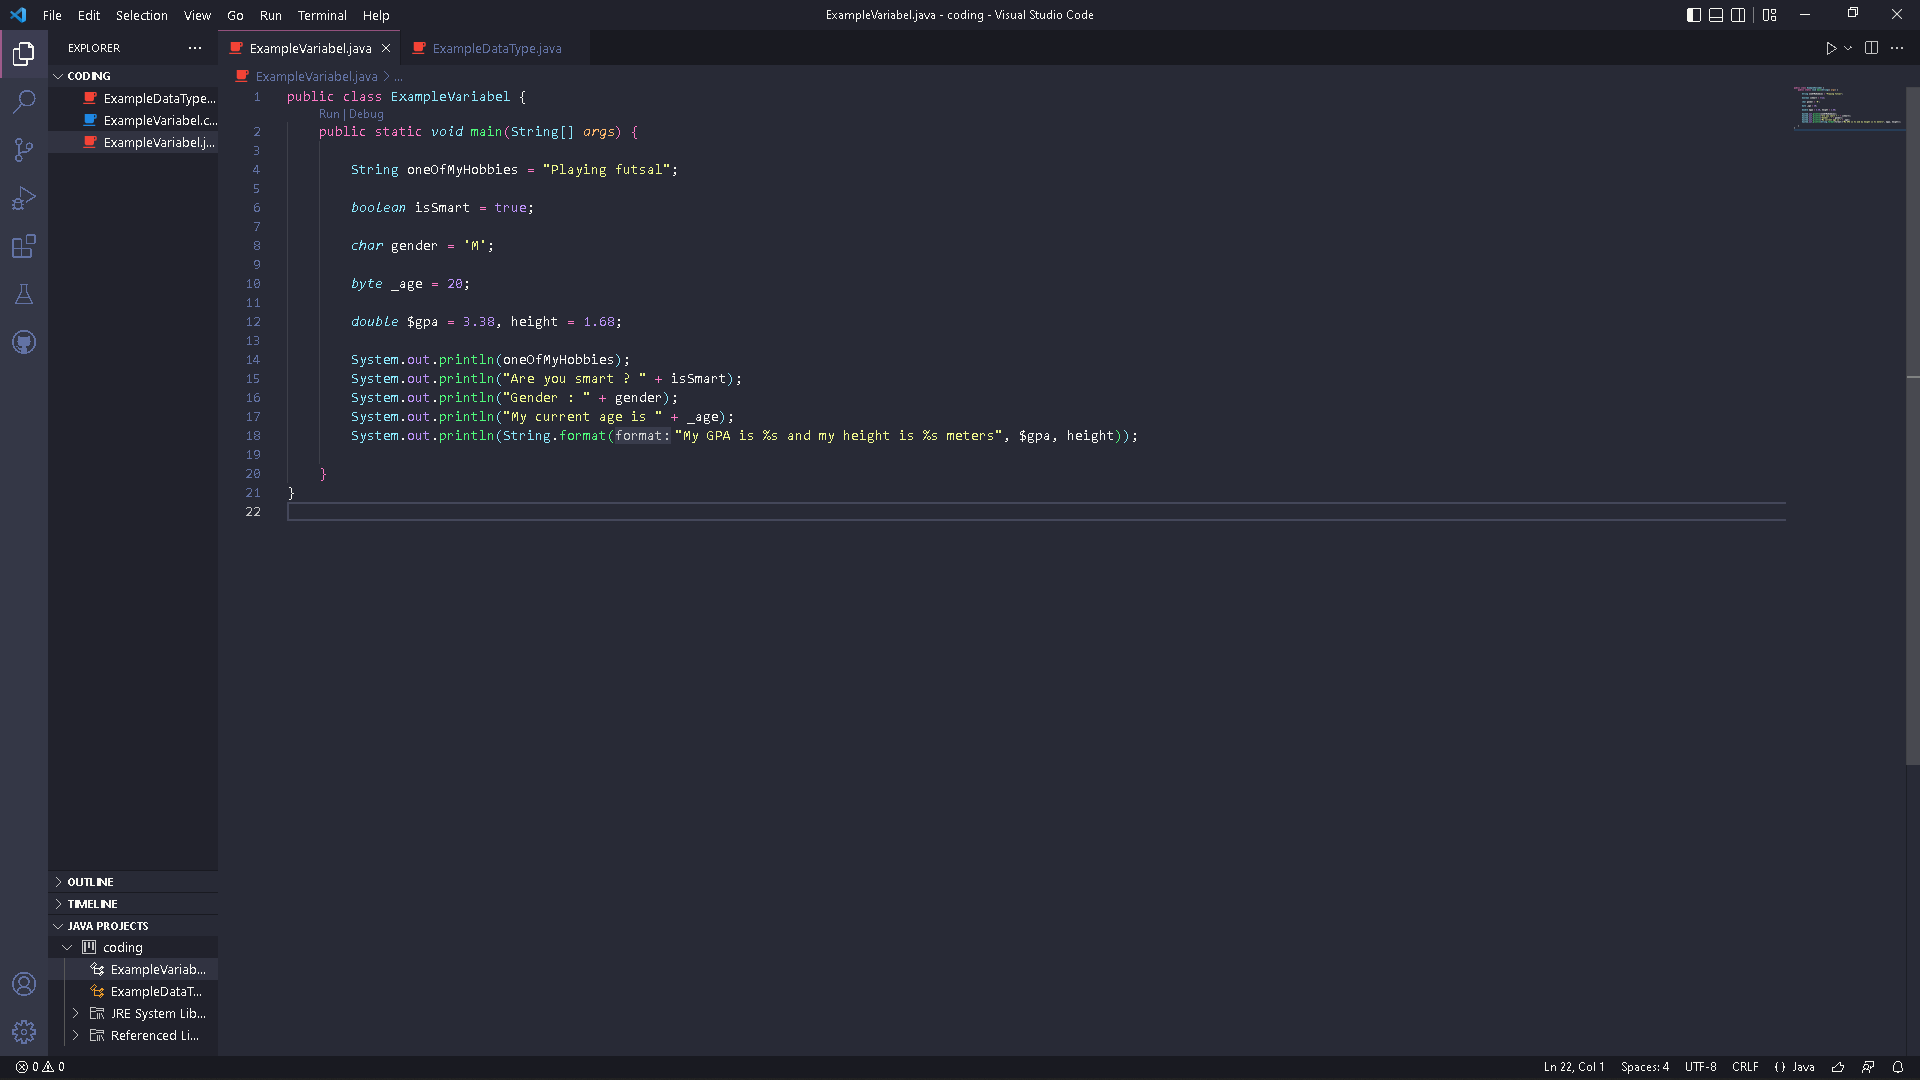 File Edit Selection View Go Run Terminal Help
ExampleVariabel.java - coding - Visual Studio Code
EXPLORER
CODING
ExampleDataType...
ExampleVariabel.c...
ExampleVariabel.j...
OUTLINE
TIMELINE
JAVA PROJECTS
coding
ExampleVariab...
ExampleDataT...
JRE System Lib...
Referenced Li...
ExampleVariabel.java
ExampleDataType.java
ExampleVariabel.java > ...
1 public class ExampleVariabel {
Run | Debug
2 public static void main(String[] args) {
3
4 String oneOfMyHobbies = "Playing futsal";
5
6 boolean isSmart = true;
7
8 char gender = 'M';
9
10 byte _age = 20;
11
12 double $gpa = 3.38, height = 1.68;
13
14 System.out.println(oneOfMyHobbies);
15 System.out.println("Are you smart ? " + isSmart);
16 System.out.println("Gender : " + gender);
17 System.out.println("My current age is " + _age);
18 System.out.println(String.format(format: "My GPA is %s and my height is %s meters", $gpa, height));
19
20 }
21 }
22
0 0
Ln 22, Col 1 Spaces: 4 UTF-8 CRLF {} Java